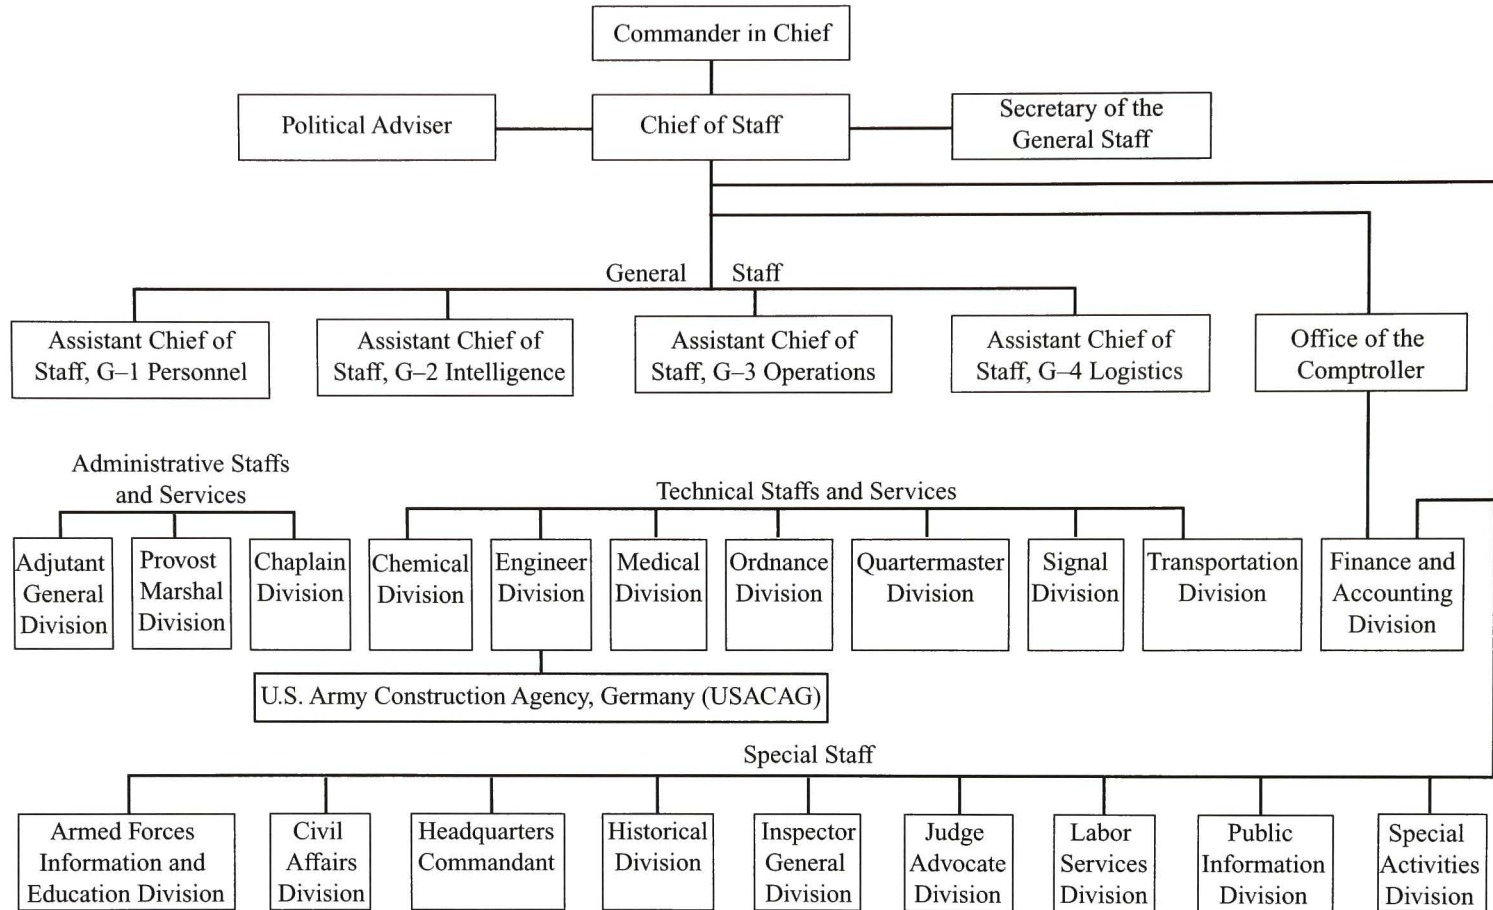 Commander in Chief
Political Adviser
Chief of Staff
Secretary of the
General Staff
General Staff
Assistant Chief of
Staff, G–1 Personnel
Assistant Chief of
Staff, G–2 Intelligence
Assistant Chief of
Staff, G–3 Operations
Assistant Chief of
Staff, G–4 Logistics
Office of the
Comptroller
Administrative Staffs
and Services
Technical Staffs and Services
Adjutant
General
Division
Provost
Marshal
Division
Chaplain
Division
Chemical
Division
Engineer
Division
Medical
Division
Ordnance
Division
Quartermaster
Division
Signal
Division
Transportation
Division
Finance and
Accounting
Division
U.S. Army Construction Agency, Germany (USACAG)
Special Staff
Armed Forces
Information and
Education Division
Civil
Affairs
Division
Headquarters
Commandant
Historical
Division
Inspector
General
Division
Judge
Advocate
Division
Labor
Services
Division
Public
Information
Division
Special
Activities
Division